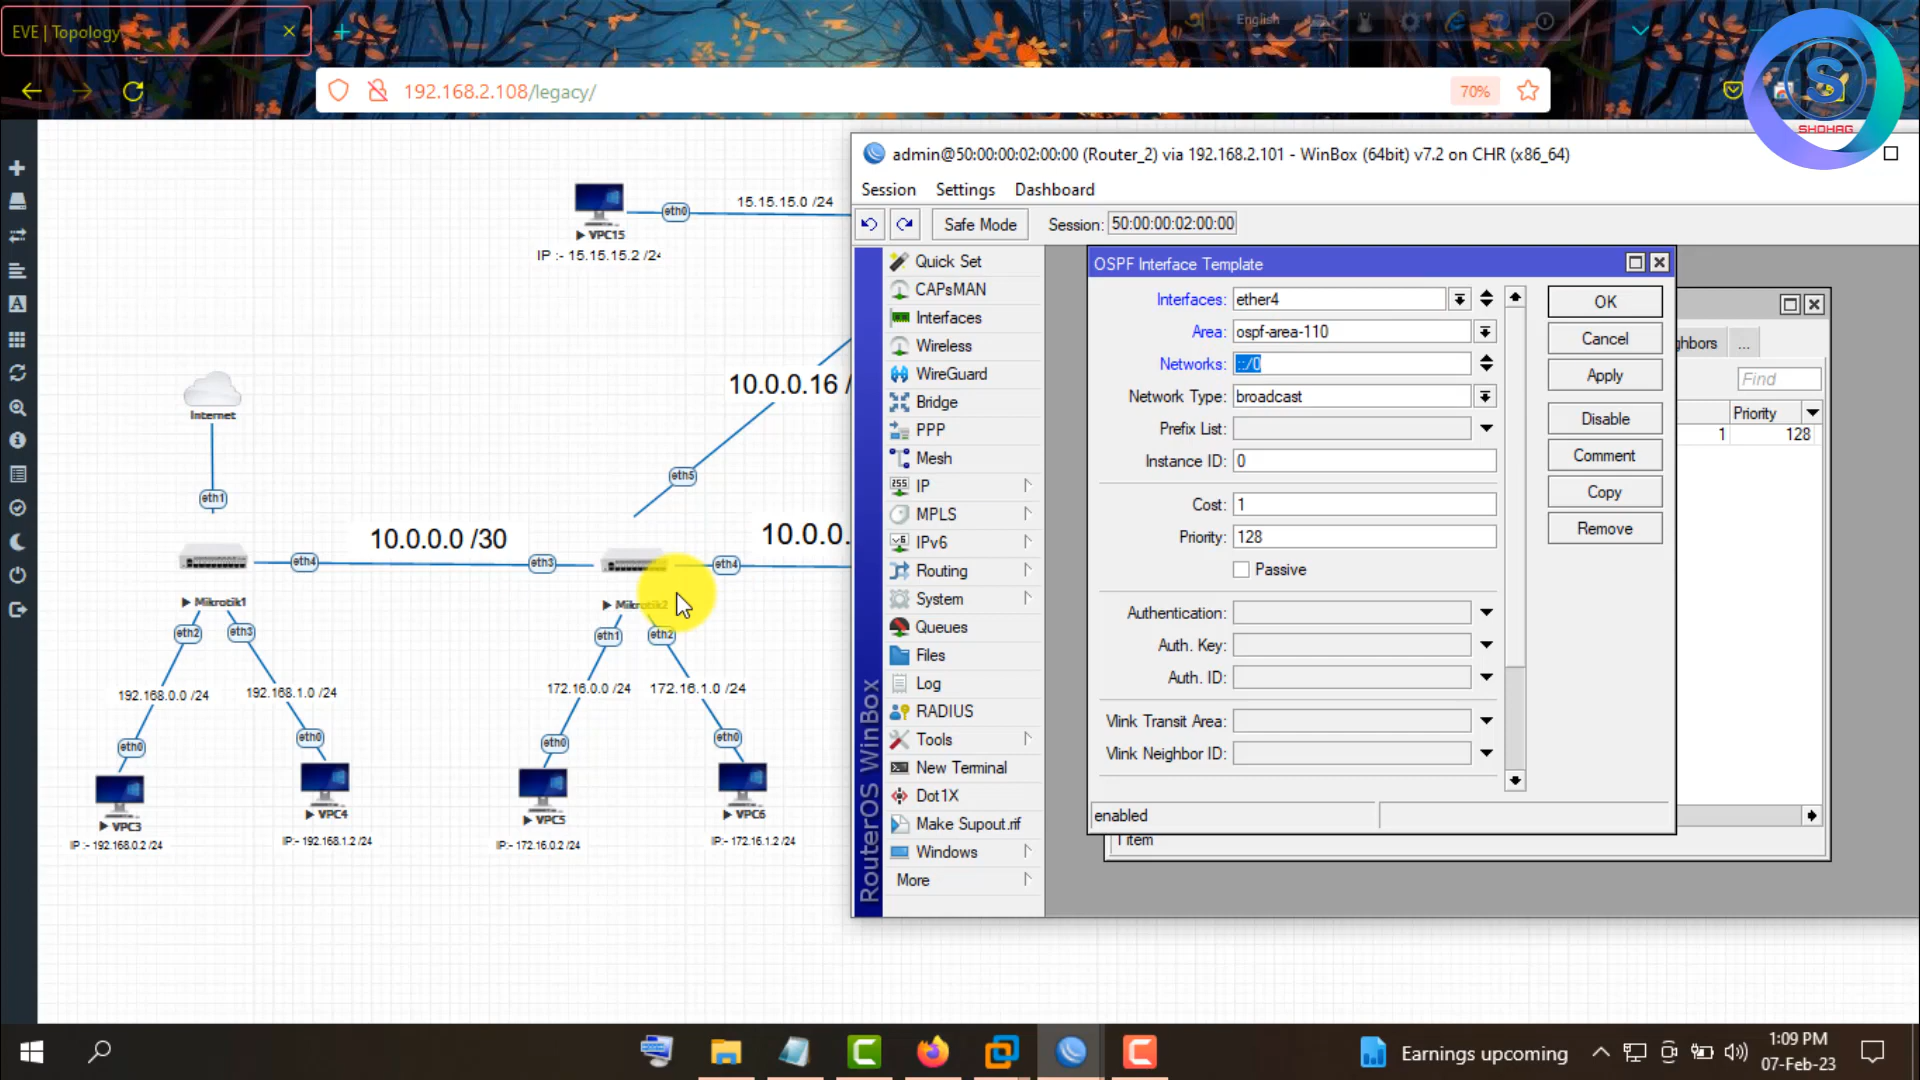 EVE | Topology
English
192.168.2.108/legacy/
70%
S
SHOHAG
15.15.15.0 /24
eth0
VPC15
IP :- 15.15.15.2 /24
10.0.0.16 /
Internet
eth1
eth5
10.0.0.0 /30
10.0.0.
eth4
eth3
eth4
Mikrotik1
Mikrotik2
eth2
eth3
eth1
eth2
192.168.0.0 /24
192.168.1.0 /24
172.16.0.0 /24
172.16.1.0 /24
eth0
eth0
eth0
eth0
VPC3
VPC4
VPC5
VPC6
IP :- 192.168.0.2 /24
IP:- 192.168.1.2 /24
IP:- 172.16.0.2 /24
IP:- 172.16.1.2 /24
admin@50:00:00:02:00:00 (Router_2) via 192.168.2.101 - WinBox (64bit) v7.2 on CHR (x86_64)
Session Settings Dashboard
Safe Mode Session: 50:00:00:02:00:00
RouterOS WinBox
Quick Set
CAPsMAN
Interfaces
Wireless
WireGuard
Bridge
PPP
Mesh
IP
MPLS
IPv6
Routing
System
Queues
Files
Log
RADIUS
Tools
New Terminal
Dot1X
Make Supout.rif
Windows
More
OSPF Interface Template
Interfaces: ether4
Area: ospf-area-110
Networks: ::/0
Network Type: broadcast
Prefix List:
Instance ID: 0
Cost: 1
Priority: 128
Passive
Authentication:
Auth. Key:
Auth. ID:
Vlink Transit Area:
Vlink Neighbor ID:
enabled
OK
Cancel
Apply
Disable
Comment
Copy
Remove
ghbors ...
Find
Priority
1 128
1 item
Earnings upcoming
1:09 PM
07-Feb-23